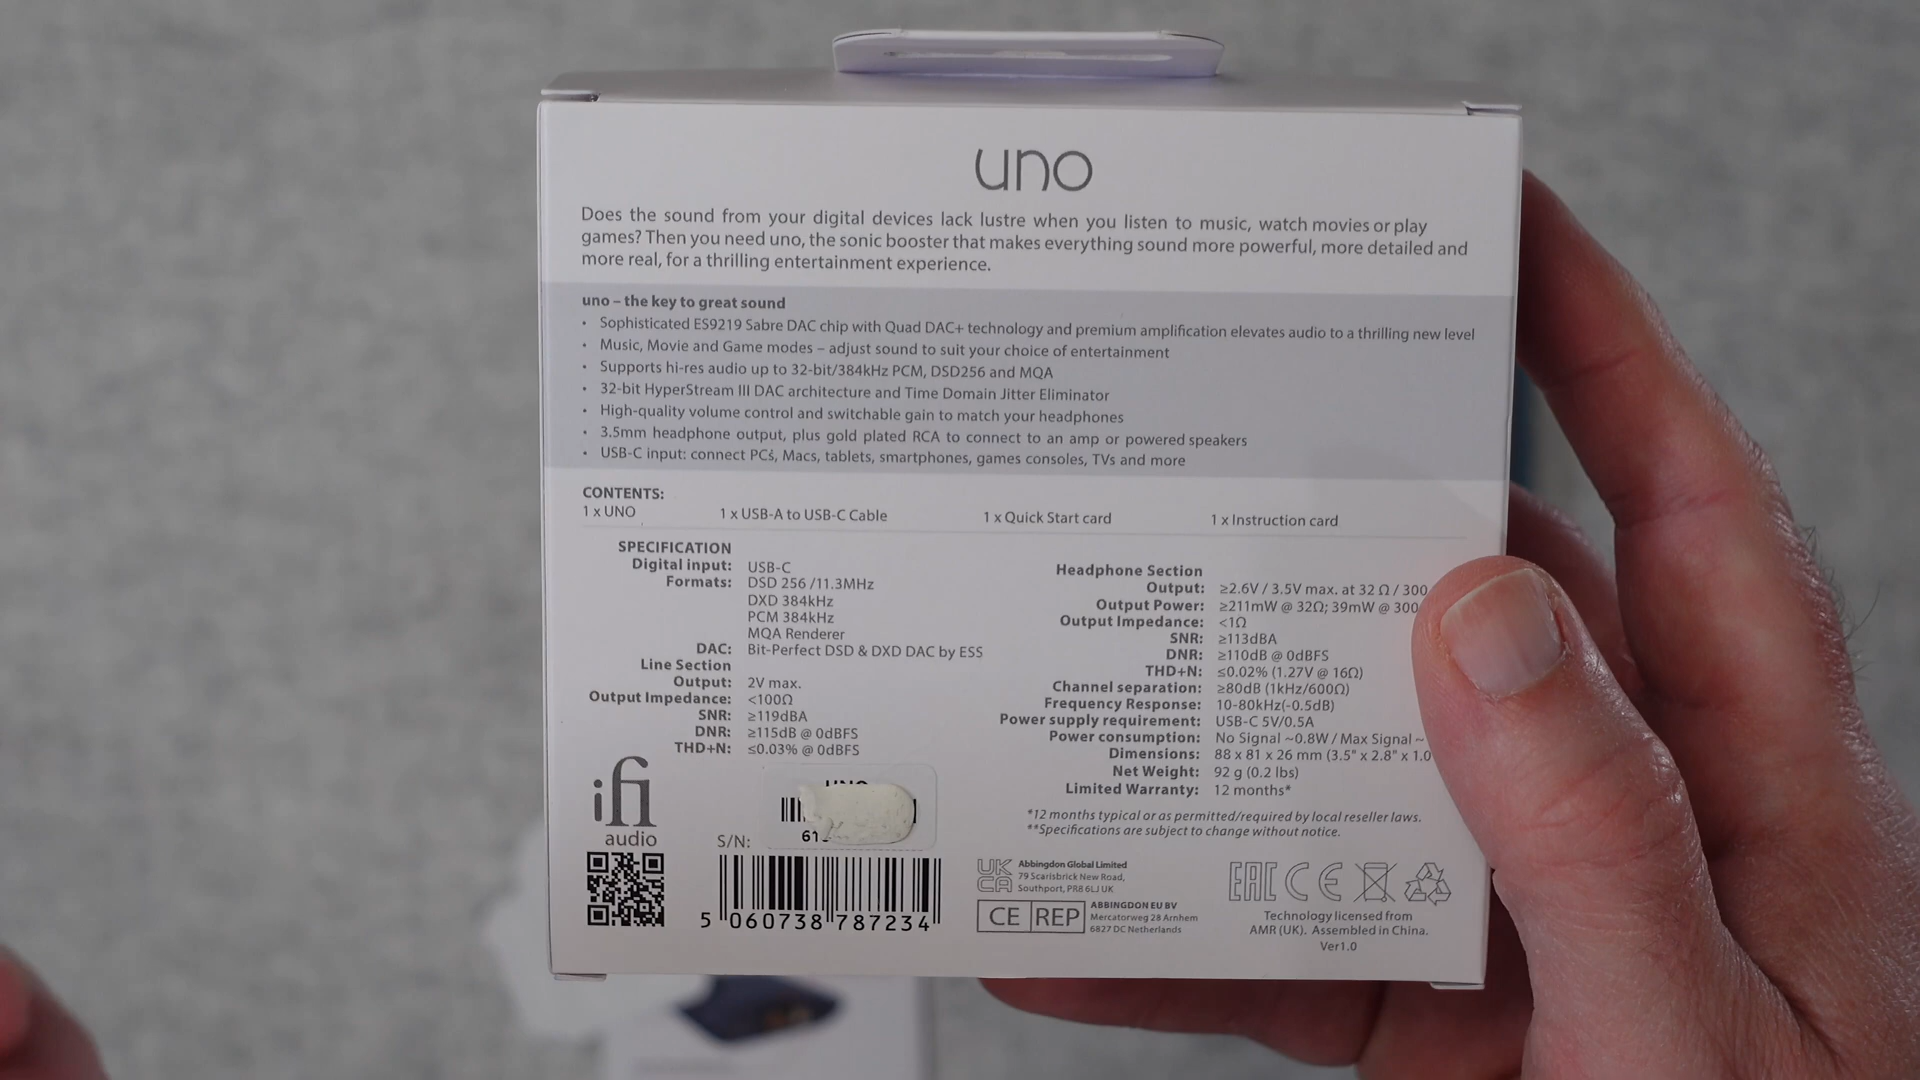 uno
Does the sound from your digital devices lack lustre when you listen to music, watch movies or play
games? Then you need uno, the sonic booster that makes everything sound more powerful, more detailed and
more real, for a thrilling entertainment experience.
uno – the key to great sound
• Sophisticated ES9219 Sabre DAC chip with Quad DAC+ technology and premium amplification elevates audio to a thrilling new level
• Music, Movie and Game modes – adjust sound to suit your choice of entertainment
• Supports hi-res audio up to 32-bit/384kHz PCM, DSD256 and MQA
• 32-bit HyperStream III DAC architecture and Time Domain Jitter Eliminator
• High-quality volume control and switchable gain to match your headphones
• 3.5mm headphone output, plus gold plated RCA to connect to an amp or powered speakers
• USB-C input: connect PCś, Macs, tablets, smartphones, games consoles, TVs and more
CONTENTS:
1 x UNO 1 x USB-A to USB-C Cable 1 x Quick Start card 1 x Instruction card
SPECIFICATION
Digital input: USB-C
Formats: DSD 256 /11.3MHz
DXD 384kHz
PCM 384kHz
MQA Renderer
DAC: Bit-Perfect DSD & DXD DAC by ESS
Line Section
Output: 2V max.
Output Impedance: <100Ω
SNR: ≥119dBA
DNR: ≥115dB @ 0dBFS
THD+N: ≤0.03% @ 0dBFS
Headphone Section
Output: ≥2.6V / 3.5V max. at 32 Ω / 300
Output Power: ≥211mW @ 32Ω; 39mW @ 300
Output Impedance: <1Ω
SNR: ≥113dBA
DNR: ≥110dB @ 0dBFS
THD+N: ≤0.02% (1.27V @ 16Ω)
Channel separation: ≥80dB (1kHz/600Ω)
Frequency Response: 10-80kHz(-0.5dB)
Power supply requirement: USB-C 5V/0.5A
Power consumption: No Signal ~0.8W / Max Signal ~
Dimensions: 88 x 81 x 26 mm (3.5" x 2.8" x 1.0
Net Weight: 92 g (0.2 lbs)
Limited Warranty: 12 months*
*12 months typical or as permitted/required by local reseller laws.
**Specifications are subject to change without notice.
ifi
audio
UNO
S/N: 61
5 060738 787234
UK
CA
Abbingdon Global Limited
79 Scarisbrick New Road,
Southport, PR8 6LJ UK
CE REP
ABBINGDON EU BV
Mercatorweg 28 Arnhem
6827 DC Netherlands
EAC CE
Technology licensed from
AMR (UK). Assembled in China.
Ver1.0